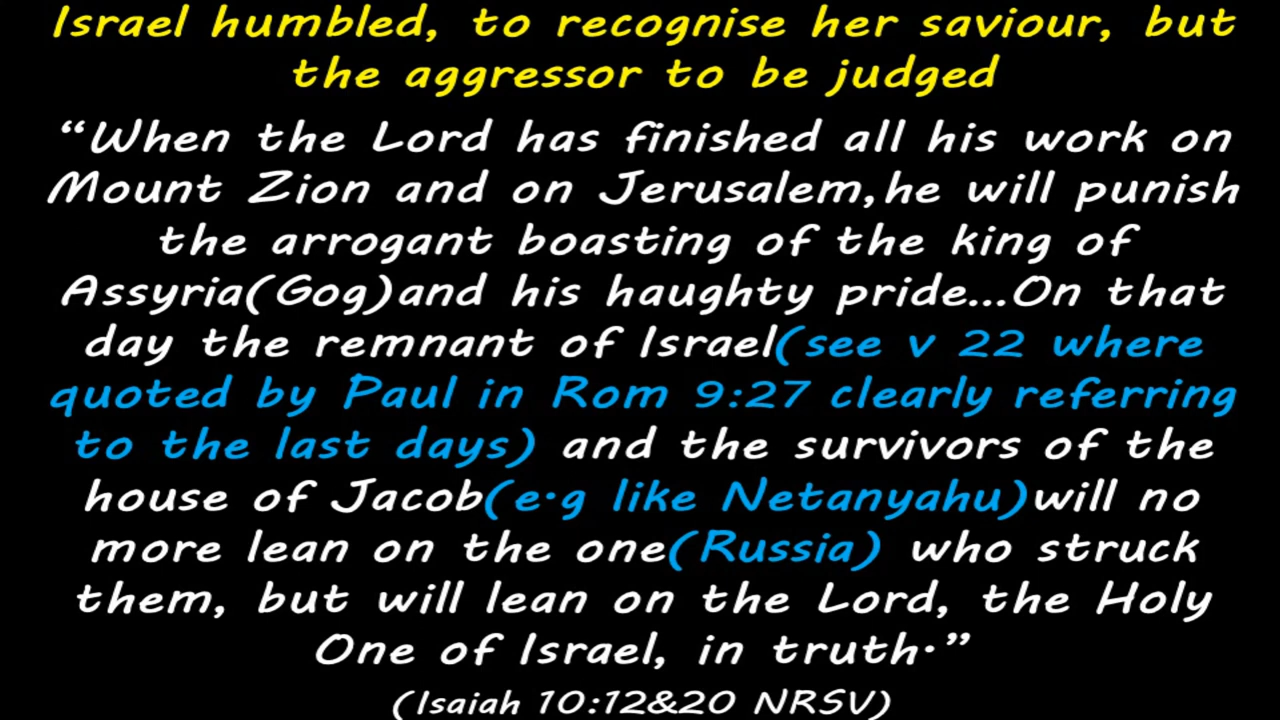 Israel humbled, to recognise her saviour, but
the aggressor to be judged
“When the Lord has finished all his work on
Mount Zion and on Jerusalem,he will punish
the arrogant boasting of the king of
Assyria(Gog)and his haughty pride...On that
day the remnant of Israel(see v 22 where
quoted by Paul in Rom 9:27 clearly referring
to the last days) and the survivors of the
house of Jacob(e.g like Netanyahu)will no
more lean on the one(Russia) who struck
them, but will lean on the Lord, the Holy
One of Israel, in truth.”
(Isaiah 10:12&20 NRSV)